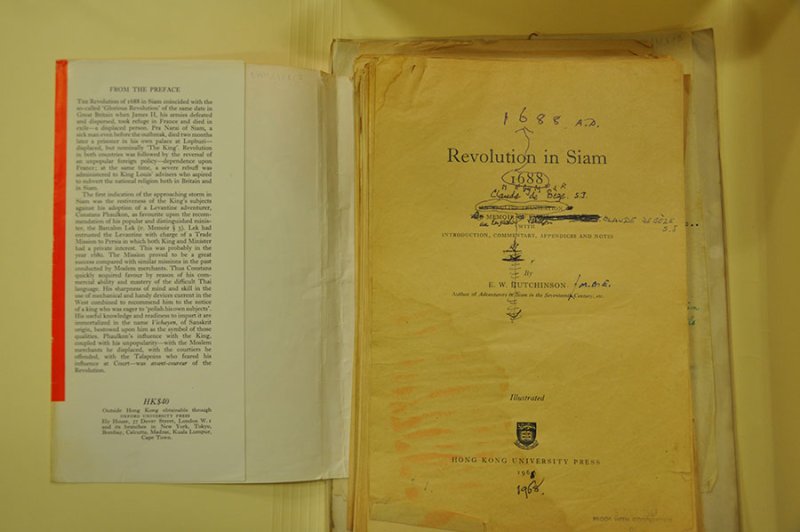 FROM THE PREFACE
THE Revolution of 1688 in Siam coincided with the
so-called 'Glorious Revolution' of the same date in
Great Britain when James II, his armies defeated
and dispersed, took refuge in France and died in
exile—a displaced person. Pra Narai of Siam, a
sick man even before the outbreak, died two months
later a prisoner in his own palace at Lopburi—
displaced, but nominally 'The King'. Revolution
in both countries was followed by the reversal of
an unpopular foreign policy—dependence upon
France; at the same time, a severe rebuff was
administered to King Louis' advisers who aspired
to subvert the national religion both in Britain and
in Siam.
The first indication of the approaching storm in
Siam was the restiveness of the King's subjects
against his adoption of a Levantine adventurer,
Constans Phaulkon, as favourite upon the recom-
mendation of his popular and distinguished minis-
ter, the Barcalon Lek (v. Memoir § 3). Lek had
entrusted the Levantine with charge of a Trade
Mission to Persia in which both King and Minister
had a private interest. This was probably in the
year 1680. The Mission proved to be a great
success compared with similar missions in the past
conducted by Moslem merchants. Thus Constans
quickly acquired favour by reason of his com-
mercial ability and mastery of the difficult Thai
language. His sharpness of mind and skill in the
use of mechanical and handy devices current in the
West combined to recommend him to the notice
of a king who was eager to 'polish his own subjects'.
His useful knowledge and readiness to impart it are
immortalized in the name Vichayen, of Sanskrit
origin, bestowed upon him as the symbol of those
qualities. Phaulkon's influence with the King,
coupled with his unpopularity—with the Moslem
merchants he displaced, with the courtiers he
offended, with the Talapoins who feared his
influence at Court—was avant-coureur of the
Revolution.
HK$40
Outside Hong Kong obtainable through
OXFORD UNIVERSITY PRESS
Ely House, 37 Dover Street, London W.1
and its branches in New York, Tokyo,
Bombay, Calcutta, Madras, Kuala Lumpur,
Cape Town.
1688 A.D.
Revolution in Siam
(1688)
Claude de Bèze. S.J.
MEMOIR
CLAUDE DE BEZE
S.J
WITH
INTRODUCTION, COMMENTARY, APPENDICES AND NOTES
By
E. W. HUTCHINSON M.B.E.
Author of Adventurers in Siam in the Seventeenth Century, etc.
Illustrated
HONG KONG UNIVERSITY PRESS
196
1968.